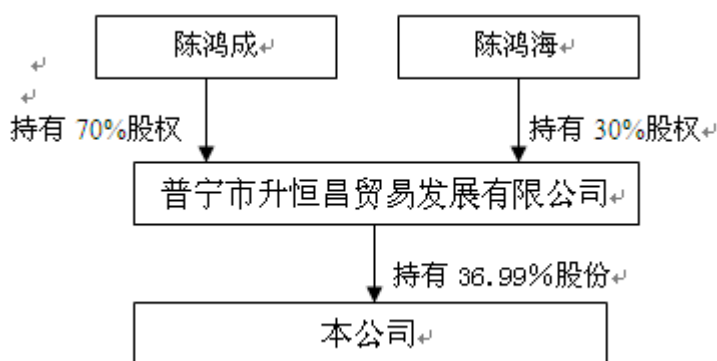 陈鸿成
陈鸿海
持有 70%股权
持有 30%股权
普宁市升恒昌贸易发展有限公司
持有 36.99%股份
本公司